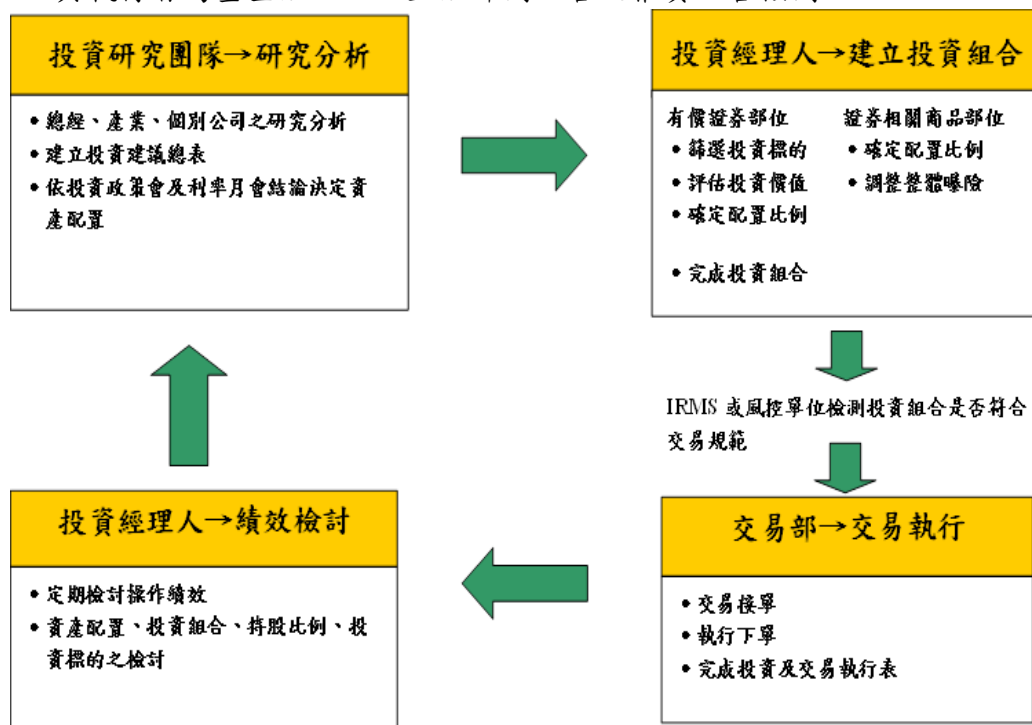 投資研究團隊→研究分析
• 總經、產業、個別公司之研究分析
• 建立投資建議總表
• 依投資政策會及利率月會結論決定資
產配置
投資經理人→建立投資組合
有價證券部位
• 篩選投資標的
• 評估投資價值
• 確定配置比例
• 完成投資組合
證券相關商品部位
• 確定配置比例
• 調整整體曝險
IRMS 或風控單位檢測投資組合是否符合
交易規範
交易部→交易執行
• 交易接單
• 執行下單
• 完成投資及交易執行表
投資經理人→績效檢討
• 定期檢討操作績效
• 資產配置、投資組合、持股比例、投
資標的之檢討